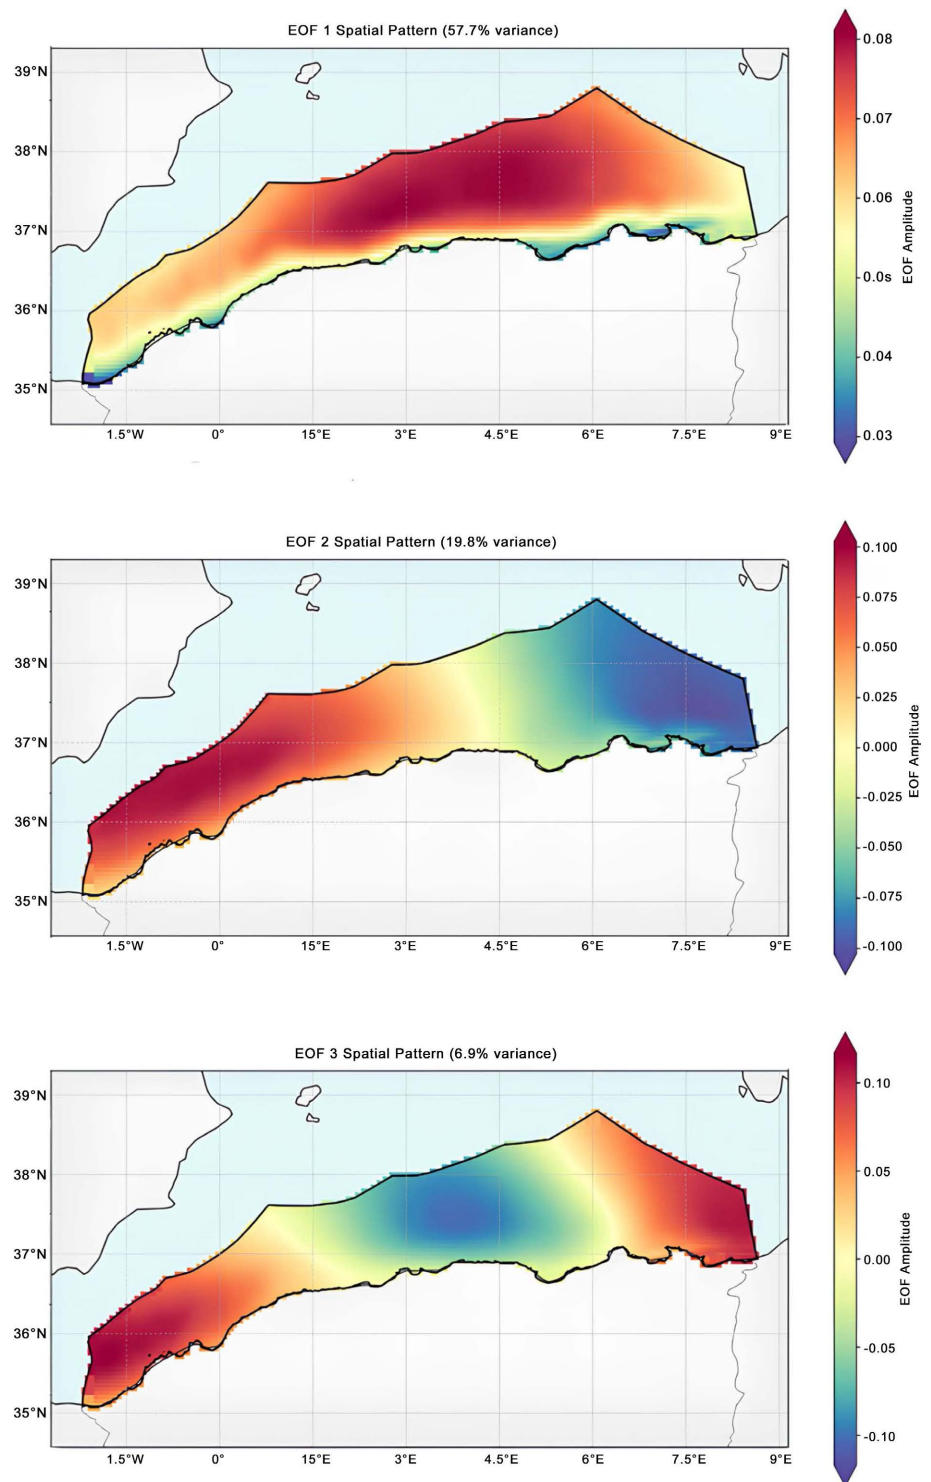 EOF 1 Spatial Pattern (57.7% variance)
39°N
38°N
37°N
36°N
35°N
1.5°W 0° 15°E 3°E 4.5°E 6°E 7.5°E 9°E
0.08
0.07
0.06
0.0s
0.04
0.03
EOF Amplitude
EOF 2 Spatial Pattern (19.8% variance)
39°N
38°N
37°N
36°N
35°N
1.5°W 0° 15°E 3°E 4.5°E 6°E 7.5°E 9°E
0.100
0.075
0.050
0.025
0.000
-0.025
-0.050
-0.075
-0.100
EOF Amplitude
EOF 3 Spatial Pattern (6.9% variance)
39°N
38°N
37°N
36°N
35°N
1.5°W 0° 15°E 3°E 4.5°E 6°E 7.5°E 9°E
0.10
0.05
0.00
-0.05
-0.10
EOF Amplitude